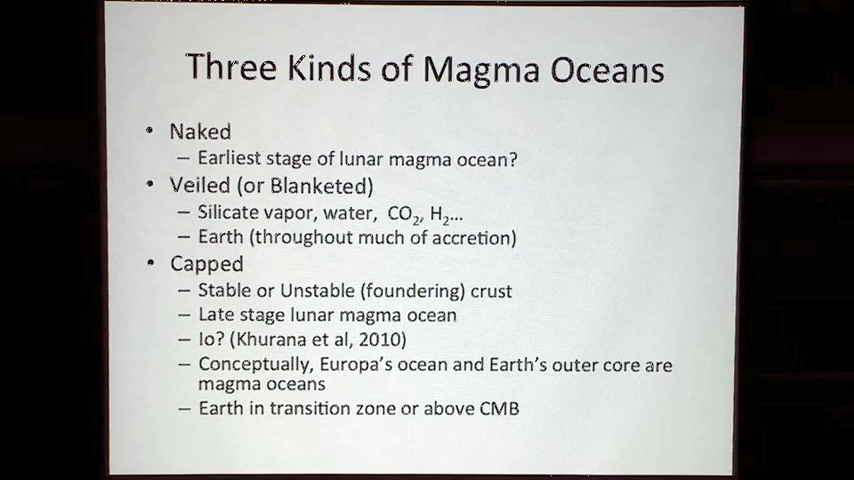 Three Kinds of Magma Oceans
• Naked
– Earliest stage of lunar magma ocean?
• Veiled (or Blanketed)
– Silicate vapor, water, CO₂, H₂...
– Earth (throughout much of accretion)
• Capped
– Stable or Unstable (foundering) crust
– Late stage lunar magma ocean
– Io? (Khurana et al, 2010)
– Conceptually, Europa's ocean and Earth's outer core are
magma oceans
– Earth in transition zone or above CMB